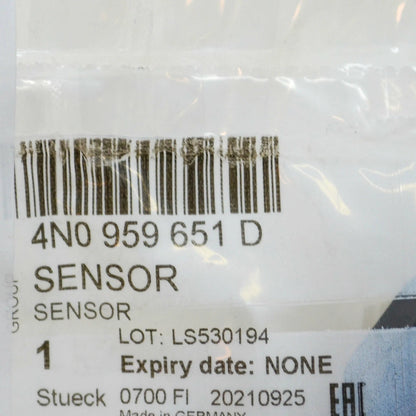 4N0 959 651 D
SENSOR
SENSOR
GROUP
LOT: LS530194
1
Expiry date: NONE
Stueck 0700 FI 20210925
Made in GERMANY
EAC